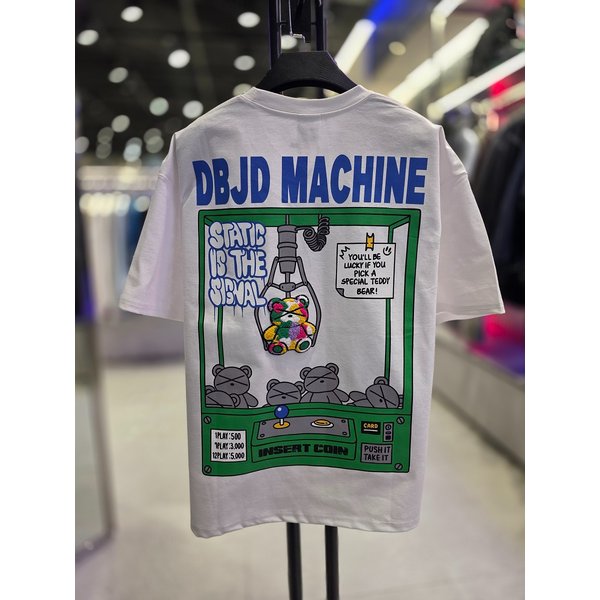 DBJD MACHINE
STATIC
IS THE
SIGNAL
YOU'LL BE
LUCKY IF YOU
PICK A
SPECIAL TEDDY
BEAR!
1PLAY:500
7PLAY:3,000
12PLAY:5,000
INSERT COIN
CARD
PUSH IT
TAKE IT